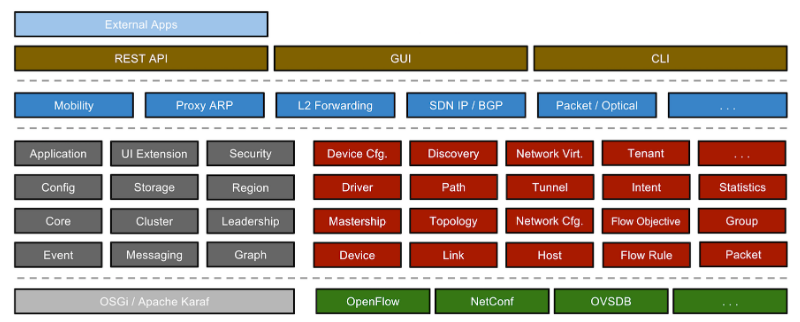 External Apps
REST API GUI CLI
Mobility Proxy ARP L2 Forwarding SDN IP / BGP Packet / Optical . . .
Application UI Extension Security Device Cfg. Discovery Network Virt. Tenant . . .
Config Storage Region Driver Path Tunnel Intent Statistics
Core Cluster Leadership Mastership Topology Network Cfg. Flow Objective Group
Event Messaging Graph Device Link Host Flow Rule Packet
OSGi / Apache Karaf OpenFlow NetConf OVSDB . . .